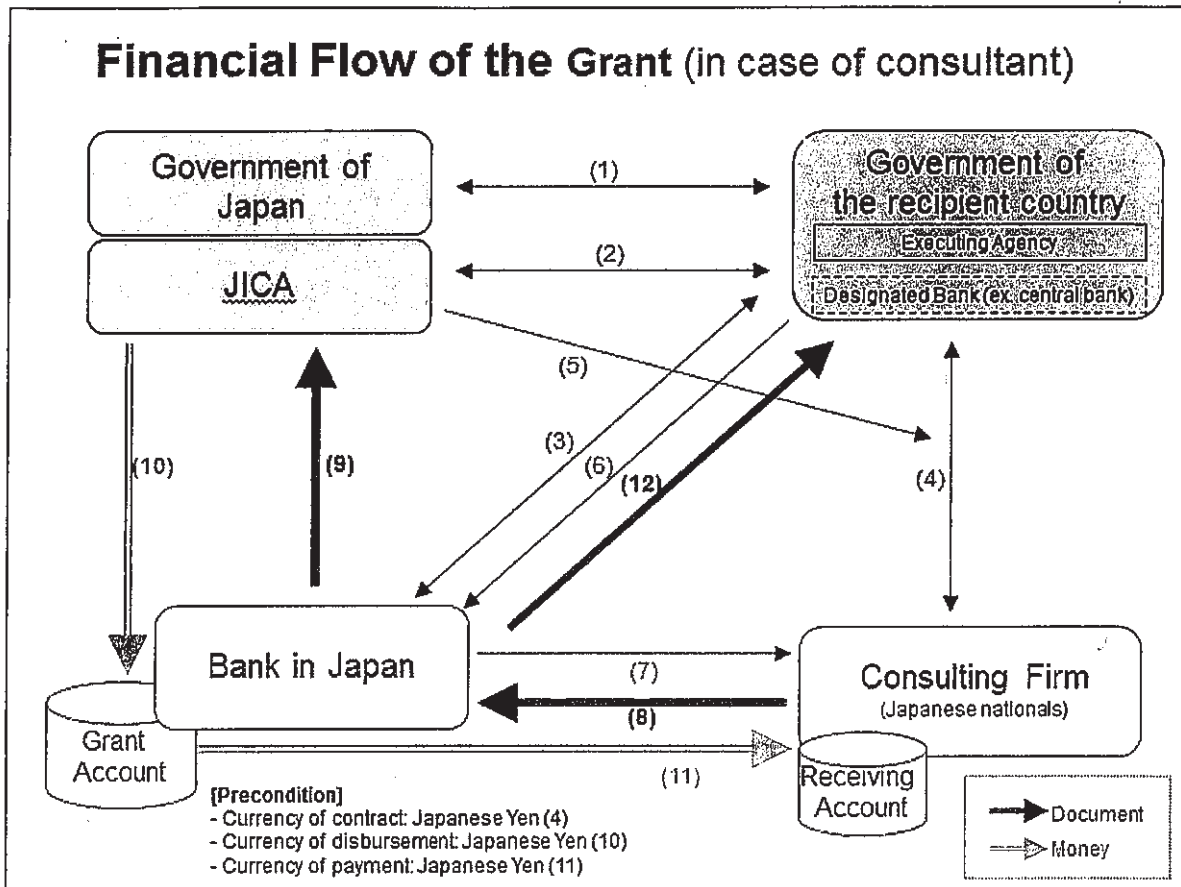 Financial Flow of the Grant (in case of consultant)
Government of
Japan
JICA
Government of
the recipient country
Executing Agency
Designated Bank (ex. central bank)
(1)
(2)
(5)
(3)
(6)
(12)
(4)
(10)
(9)
Bank in Japan
(7)
(8)
Consulting Firm
(Japanese nationals)
Grant
Account
(11)
Receiving
Account
[Precondition]
- Currency of contract: Japanese Yen (4)
- Currency of disbursement: Japanese Yen (10)
- Currency of payment: Japanese Yen (11)
Document
Money